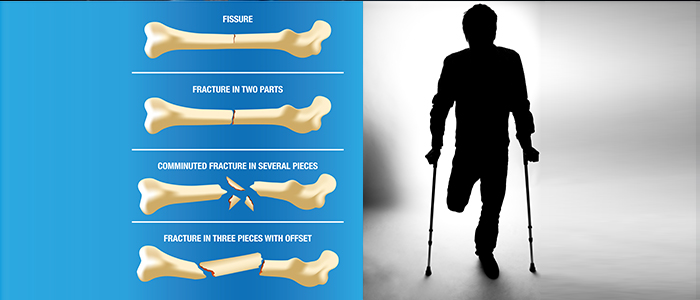 FISSURE
FRACTURE IN TWO PARTS
COMMINUTED FRACTURE IN SEVERAL PIECES
FRACTURE IN THREE PIECES WITH OFFSET